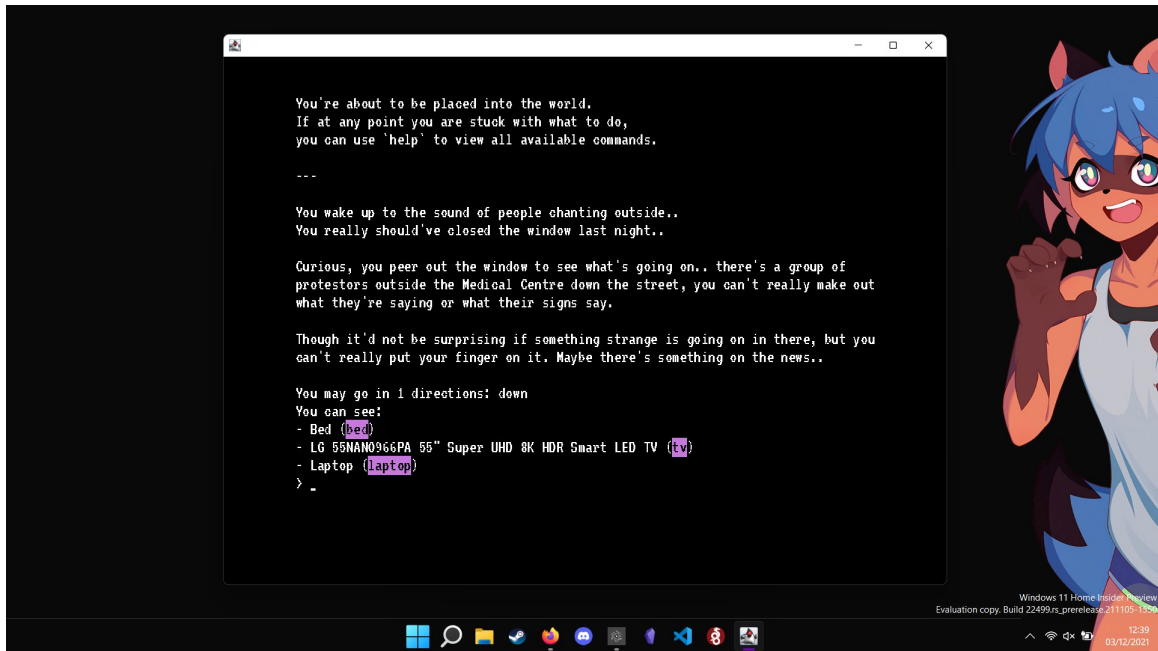 You're about to be placed into the world.
If at any point you are stuck with what to do,
you can use `help` to view all available commands.
---
You wake up to the sound of people chanting outside..
You really should've closed the window last night..
Curious, you peer out the window to see what's going on.. there's a group of
protestors outside the Medical Centre down the street, you can't really make out
what they're saying or what their signs say.
Though it'd not be surprising if something strange is going on in there, but you
can't really put your finger on it. Maybe there's something on the news..
You may go in 1 directions: down
You can see:
- Bed (bed)
- LG 55NANO966PA 55" Super UHD 8K HDR Smart LED TV (tv)
- Laptop (laptop)
> _
Windows 11 Home Insider Preview
Evaluation copy. Build 22499.rs_prerelease.211105-1350
12:39
03/12/2021